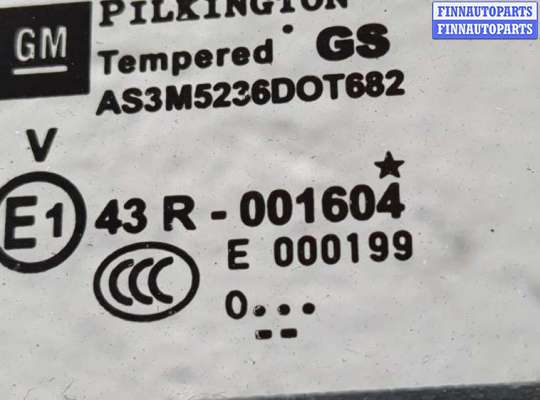 FINNAUTOPARTS
FINNAUTOPARTS
GM
PILKINGTON
Tempered GS
AS3M5236DOT682
V
E1 43 R - 001604
E 000199
CCC
0...